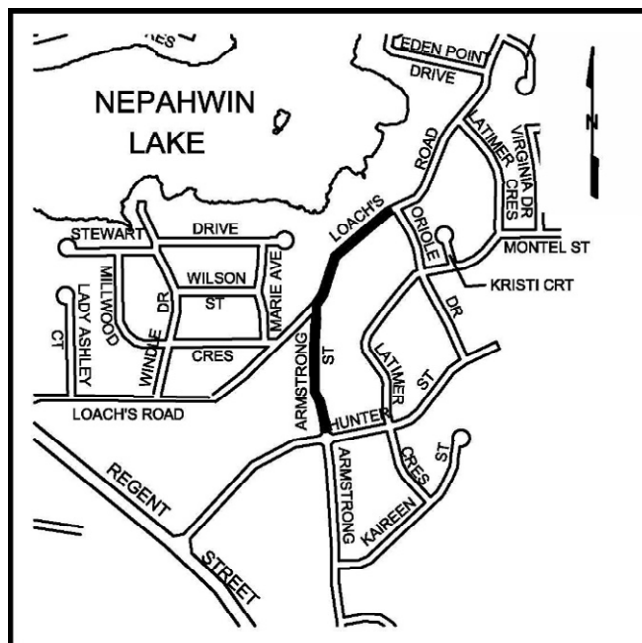 KES
EDEN POINT
DRIVE
NEPAHWIN
LAKE
N
LATIMER
CRES
VIRGINIA DR
ROAD
LOACH'S
ORIOLE
DR
MONTEL ST
KRISTI CRT
STEWART
DRIVE
WILSON
ST
MARIE AVE
MILLWOOD
CRES
LADY ASHLEY
CT
WINDLE
DR
ARMSTRONG
ST
LATIMER
CRES
LOACH'S ROAD
HUNTER
ST
ARMSTRONG
KAIREEN
ST
REGENT
STREET